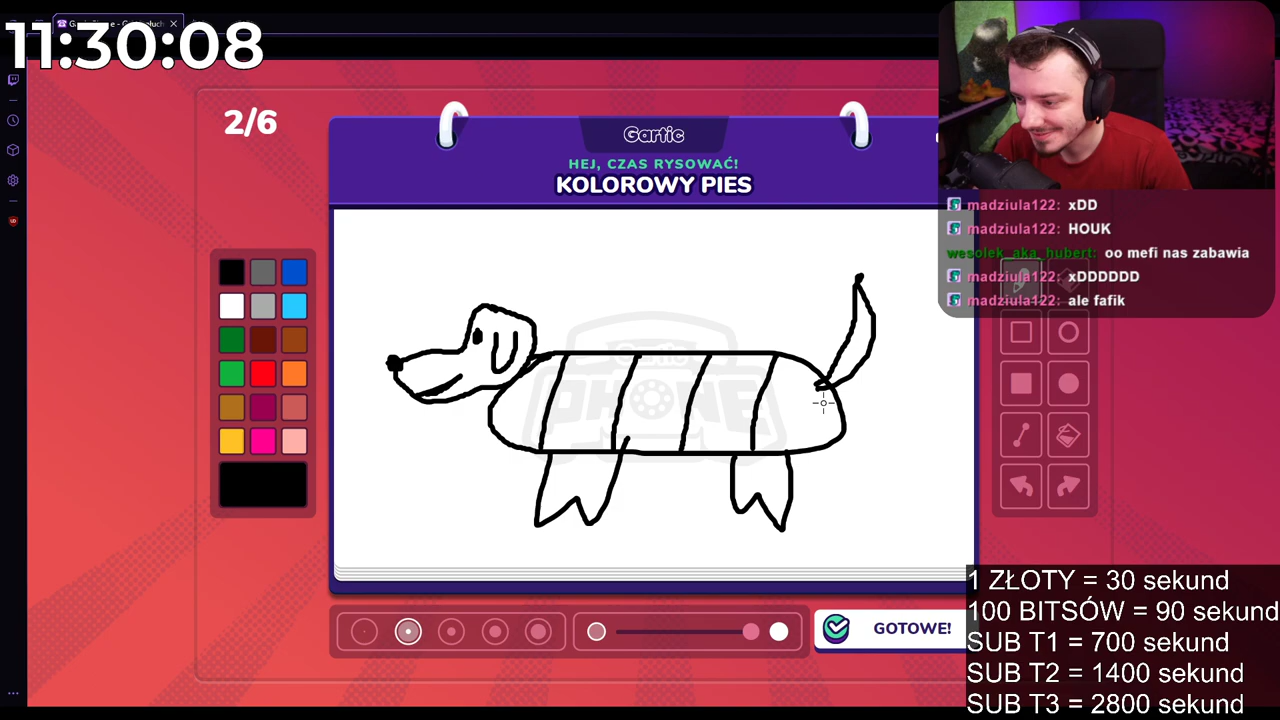 11:30:08
2/6
Gartic
HEJ, CZAS RYSOWAĆ!
KOLOROWY PIES
Gartic
PHONE
madziula122: xDD
madziula122: HOUK
wesolek_aka_hubert: oo mefi nas zabawia
madziula122: xDDDDDD
madziula122: ale fafik
GOTOWE!
1 ZŁOTY = 30 sekund
100 BITSÓW = 90 sekund
SUB T1 = 700 sekund
SUB T2 = 1400 sekund
SUB T3 = 2800 sekund